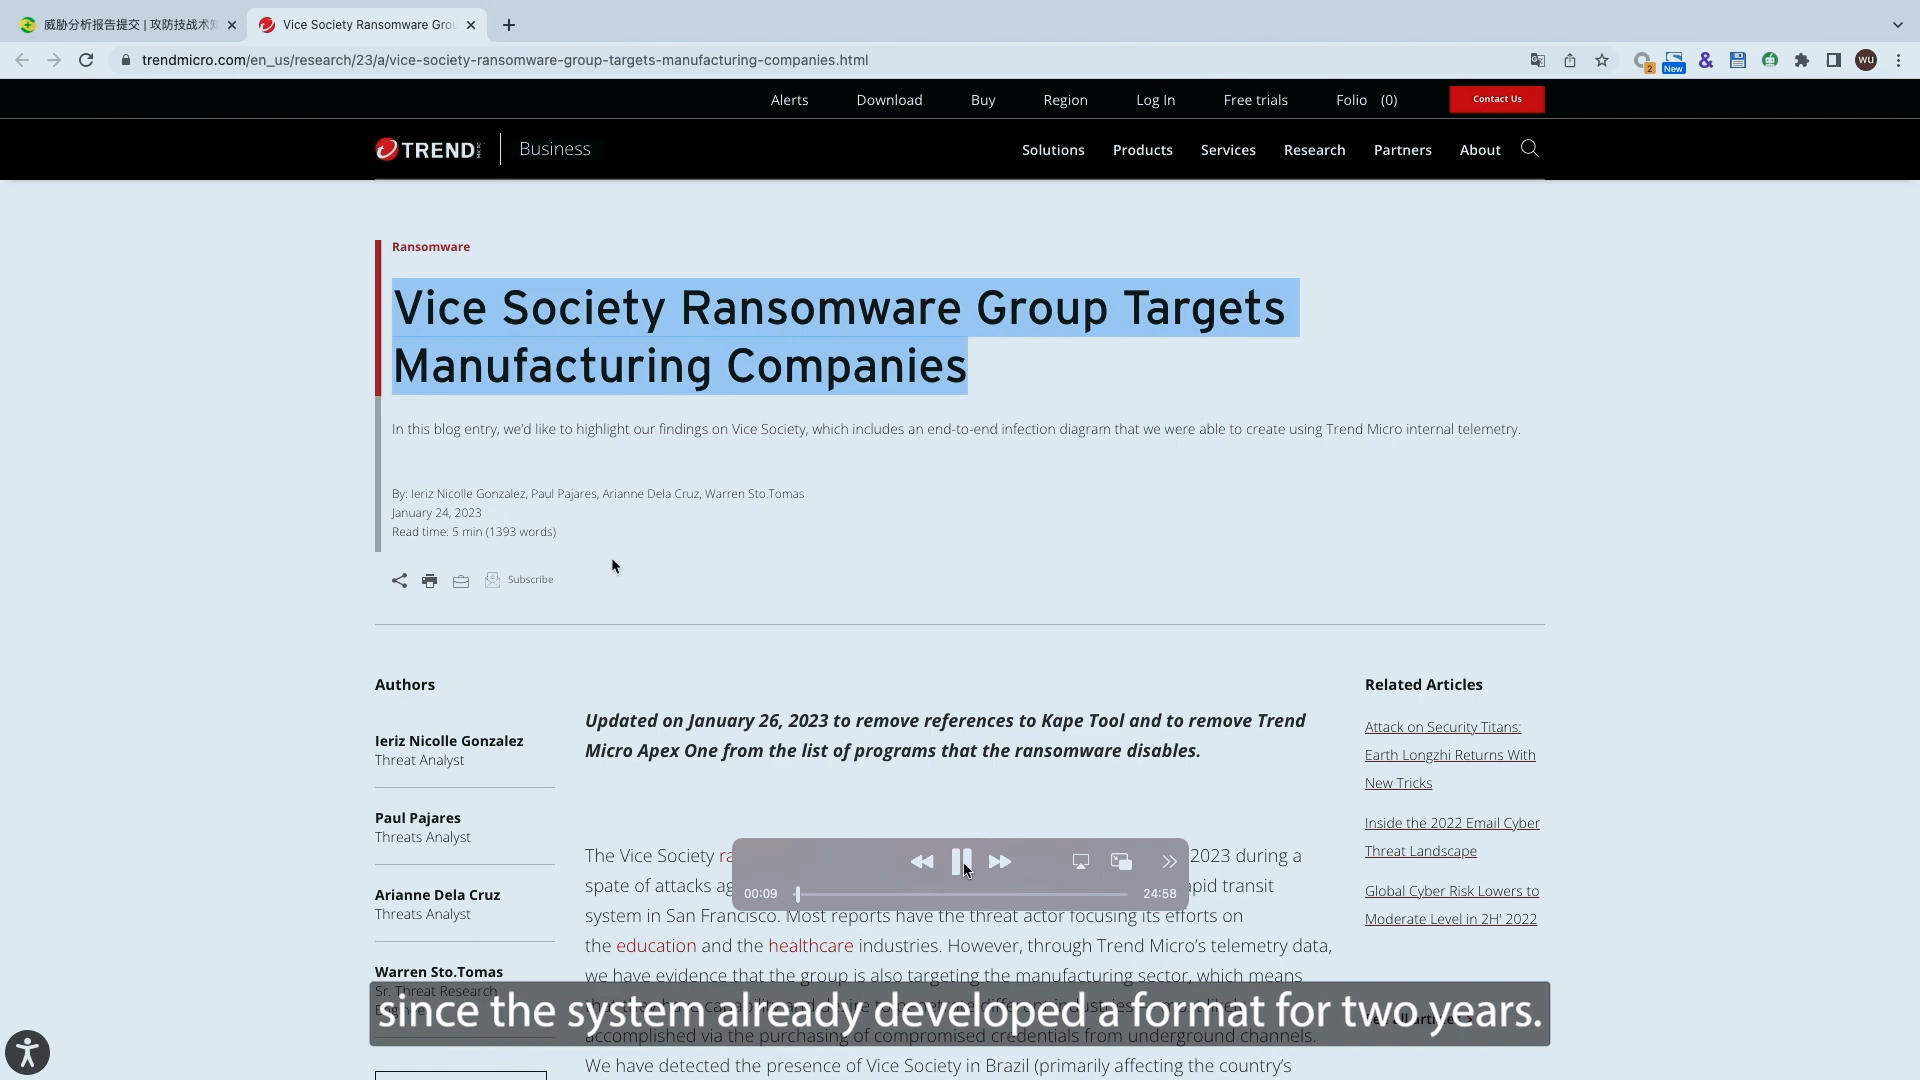 威胁分析报告提交 | 攻防技战术知
Vice Society Ransomware Grou
trendmicro.com/en_us/research/23/a/vice-society-ransomware-group-targets-manufacturing-companies.html
2
New
WU
Alerts
Download
Buy
Region
Log In
Free trials
Folio (0)
Contact Us
TREND
Business
Solutions
Products
Services
Research
Partners
About
Ransomware
Vice Society Ransomware Group Targets
Manufacturing Companies
In this blog entry, we'd like to highlight our findings on Vice Society, which includes an end-to-end infection diagram that we were able to create using Trend Micro internal telemetry.
By: Ieriz Nicolle Gonzalez, Paul Pajares, Arianne Dela Cruz, Warren Sto.Tomas
January 24, 2023
Read time: 5 min (1393 words)
Subscribe
Authors
Ieriz Nicolle Gonzalez
Threat Analyst
Paul Pajares
Threats Analyst
Arianne Dela Cruz
Threats Analyst
Warren Sto.Tomas
Sr. Threat Research
Updated on January 26, 2023 to remove references to Kape Tool and to remove Trend
Micro Apex One from the list of programs that the ransomware disables.
The Vice Society ra 2023 during a
spate of attacks ag apid transit
system in San Francisco. Most reports have the threat actor focusing its efforts on
the education and the healthcare industries. However, through Trend Micro's telemetry data,
we have evidence that the group is also targeting the manufacturing sector, which means
accomplished via the purchasing of compromised credentials from underground channels.
We have detected the presence of Vice Society in Brazil (primarily affecting the country's
Related Articles
Attack on Security Titans:
Earth Longzhi Returns With
New Tricks
Inside the 2022 Email Cyber
Threat Landscape
Global Cyber Risk Lowers to
Moderate Level in 2H' 2022
00:09
24:58
since the system already developed a format for two years.